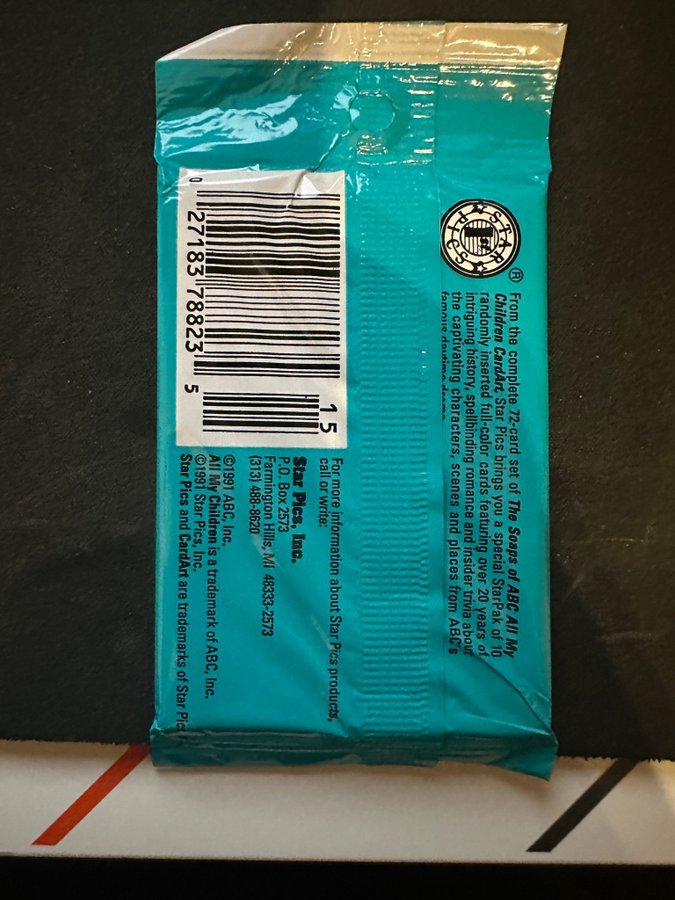 STAR PICS
1st
®
From the complete 72-card set of The Soaps of ABC All My
Children CardArt, Star Pics brings you a special StarPak of 10
randomly inserted full-color cards featuring over 20 years of
intriguing history, spellbinding romance and insider trivia about
the captivating characters, scenes and places from ABC's
famous daytime drama.
0 27183 78823 5
15
For more information about Star Pics products,
call or write:
Star Pics, Inc.
P.O. Box 2573
Farmington Hills, MI 48333-2573
(313) 488-8620
©1991 ABC, Inc.
All My Children is a trademark of ABC, Inc.
©1991 Star Pics, Inc.
Star Pics and CardArt are trademarks of Star Pics